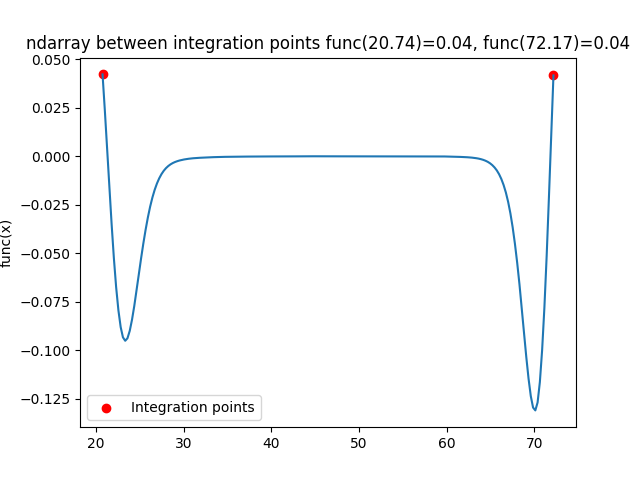 ndarray between integration points func(20.74)=0.04, func(72.17)=0.04
0.050
0.025
0.000
−0.025
−0.050
−0.075
−0.100
−0.125
func(x)
Integration points
20 30 40 50 60 70